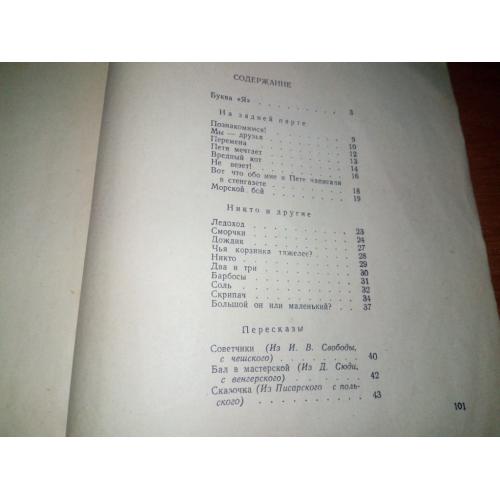 СОДЕРЖАНИЕ
Буква «Я» . . . . . . . . . 3
На задней парте
Познакомимся! . . . . . . . . 9
Мы — друзья . . . . . . . . 10
Перемена . . . . . . . . 12
Петя мечтает . . . . . . . . 13
Вредный кот . . . . . . . . 14
Не везет! . . . . . . . . 16
Вот что обо мне и Пете написали
в стенгазете . . . . . . . . 18
Морской бой . . . . . . . . 19
Никто и другие
Ледоход . . . . . . . . 23
Сморчки . . . . . . . . 24
Дождик . . . . . . . . 27
Чья корзинка тяжелее? . . . . 28
Никто . . . . . . . . 29
Два и три . . . . . . . . 30
Барбосы . . . . . . . . 31
Соль . . . . . . . . 32
Скрипач . . . . . . . . 34
Большой он или маленький? . . . 37
Пересказы
Советчики (Из И. В. Свободы,
с чешского) . . . . . . . . 40
Бал в мастерской (Из Д. Сюди,
с венгерского) . . . . . . . . 42
Сказочка (Из Писарского с поль-
ского) . . . . . . . . 43
101